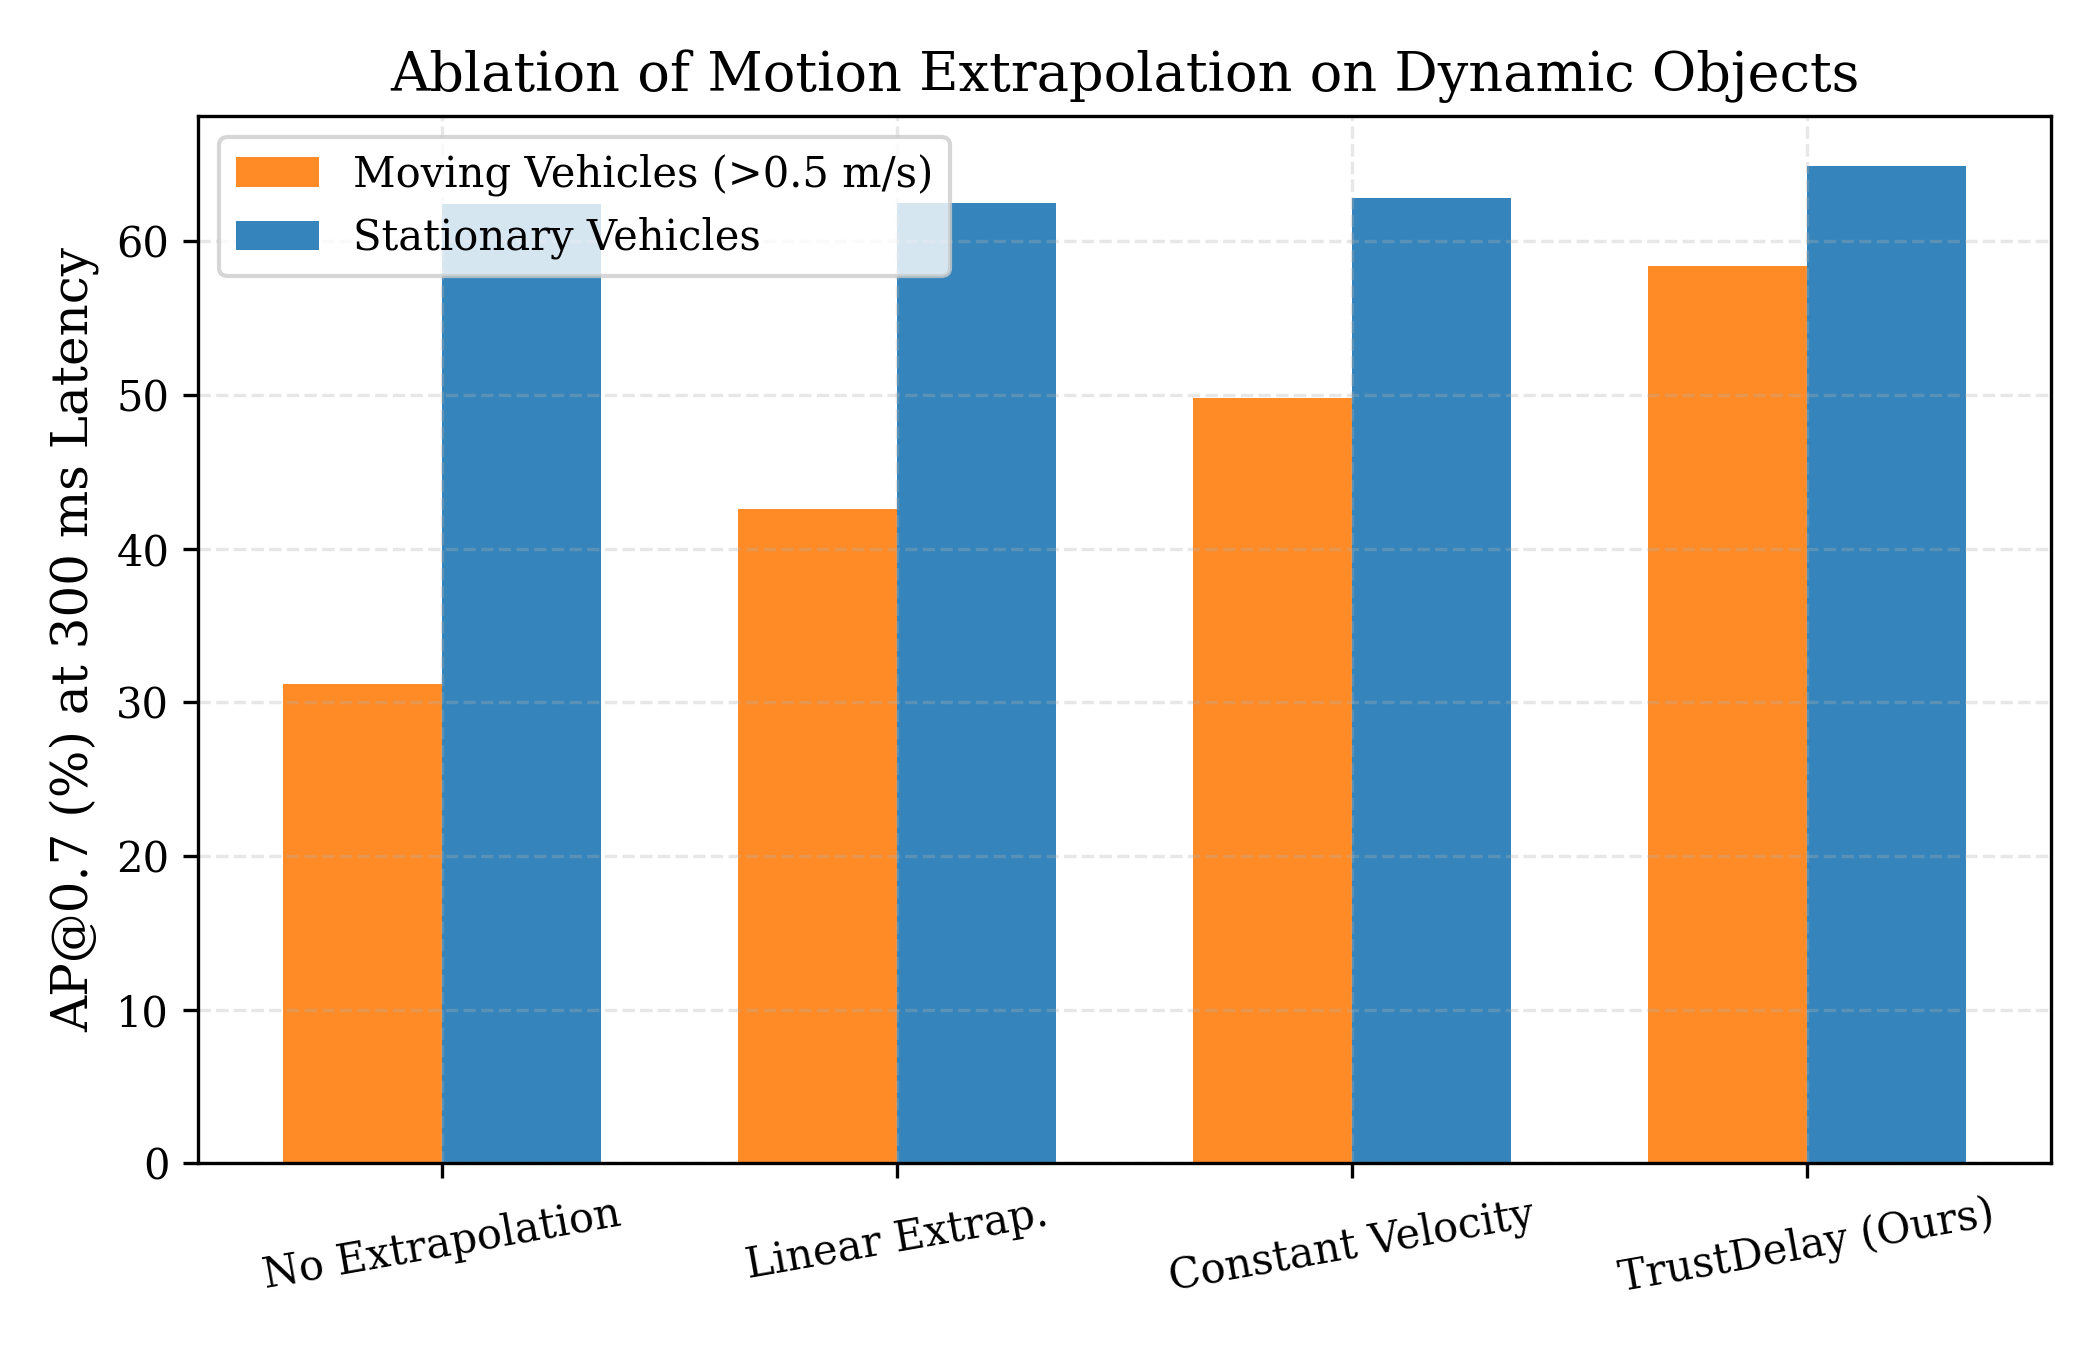 Ablation of Motion Extrapolation on Dynamic Objects
Moving Vehicles (>0.5 m/s)
Stationary Vehicles
AP@0.7 (%) at 300 ms Latency
60
50
40
30
20
10
0
No Extrapolation
Linear Extrap.
Constant Velocity
TrustDelay (Ours)